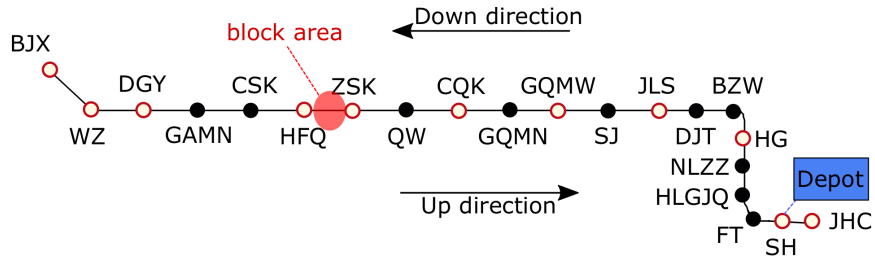 Down direction
block area
BJX
DGY
CSK
ZSK
CQK
GQMW
JLS
BZW
WZ
GAMN
HFQ
QW
GQMN
SJ
DJT
HG
NLZZ
Depot
HLGJQ
Up direction
FT
SH
JHC